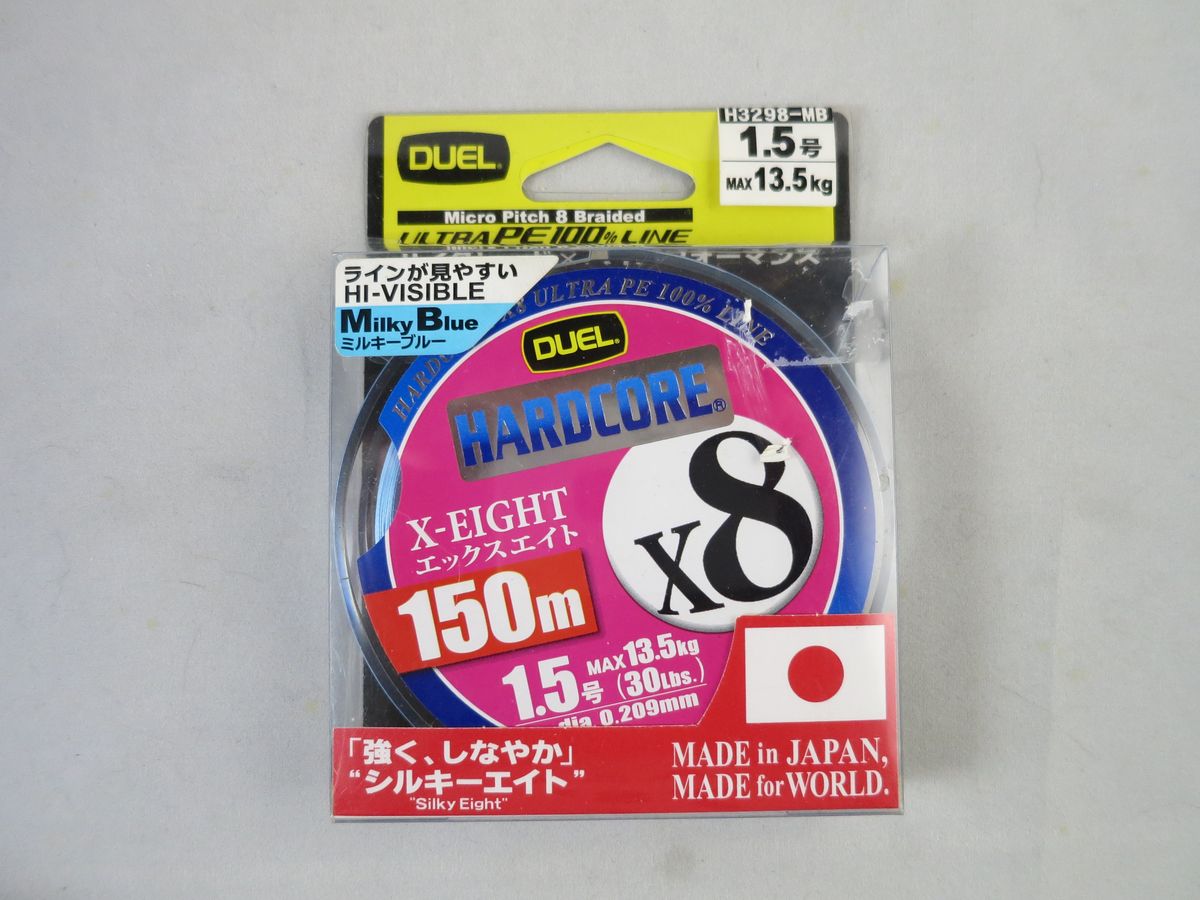 DUEL®
H3298-MB
1.5号
MAX 13.5kg
Micro Pitch 8 Braided
ULTRA PE 100% LINE
ラインが見やすい
HI-VISIBLE
Milky Blue
ミルキーブルー
X8 ULTRA PE 100% LINE
DUEL®
HARDCORE®
X-EIGHT
エックスエイト
x8
150m
1.5号 MAX 13.5kg
(30Lbs.)
dia. 0.209mm
「強く、しなやか」
“シルキーエイト”
"Silky Eight"
MADE in JAPAN,
MADE for WORLD.